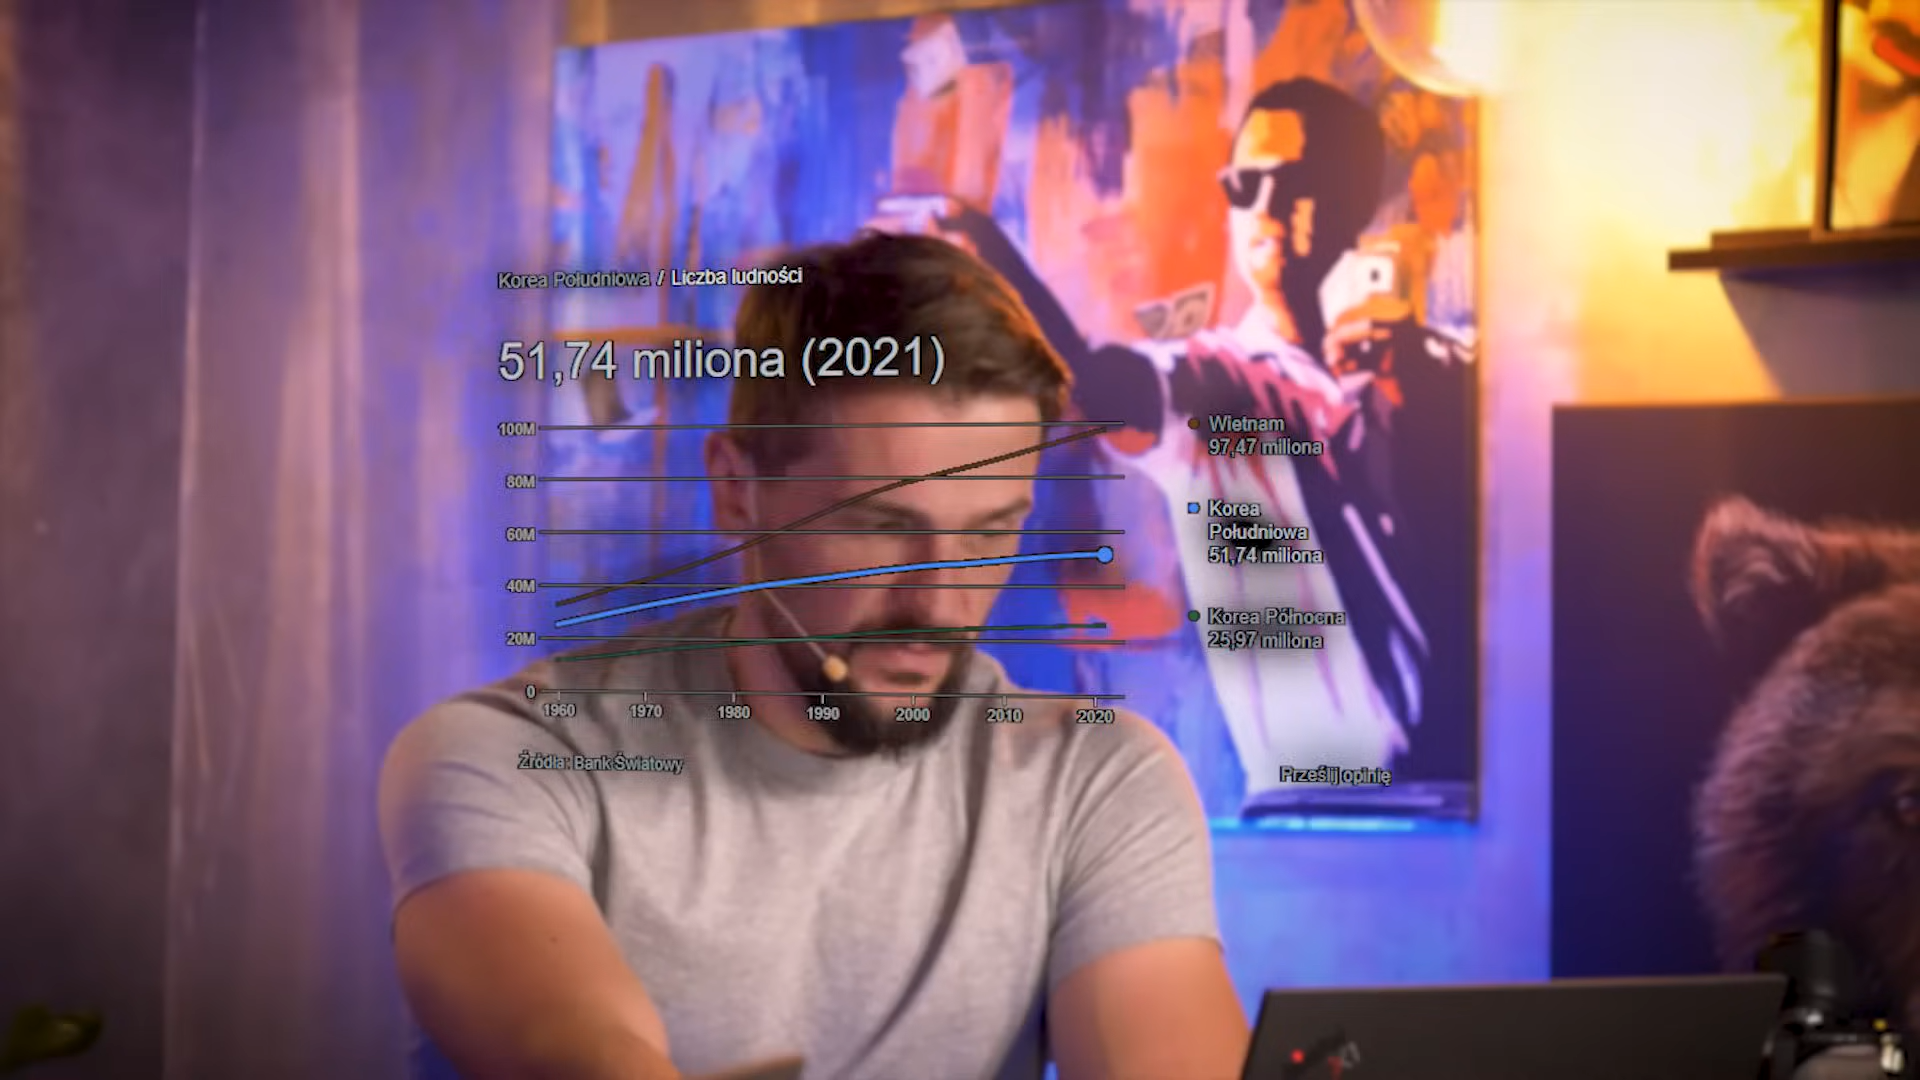 Korea Południowa / Liczba ludności
51,74 miliona (2021)
100M
80M
60M
40M
20M
0
1960 1970 1980 1990 2000 2010 2020
Wietnam
97,47 miliona
Korea
Południowa
51,74 miliona
Korea Północna
25,97 miliona
Źródła: Bank Światowy
Prześlij opinię